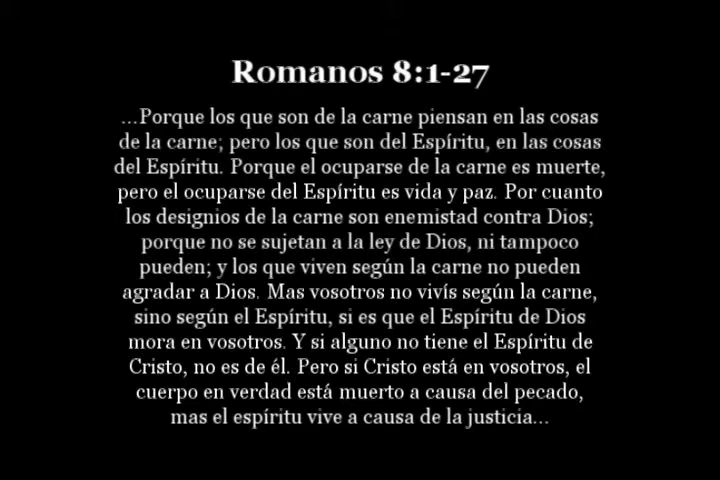 Romanos 8:1-27
...Porque los que son de la carne piensan en las cosas
de la carne; pero los que son del Espíritu, en las cosas
del Espíritu. Porque el ocuparse de la carne es muerte,
pero el ocuparse del Espíritu es vida y paz. Por cuanto
los designios de la carne son enemistad contra Dios;
porque no se sujetan a la ley de Dios, ni tampoco
pueden; y los que viven según la carne no pueden
agradar a Dios. Mas vosotros no vivís según la carne,
sino según el Espíritu, si es que el Espíritu de Dios
mora en vosotros. Y si alguno no tiene el Espíritu de
Cristo, no es de él. Pero si Cristo está en vosotros, el
cuerpo en verdad está muerto a causa del pecado,
mas el espíritu vive a causa de la justicia...